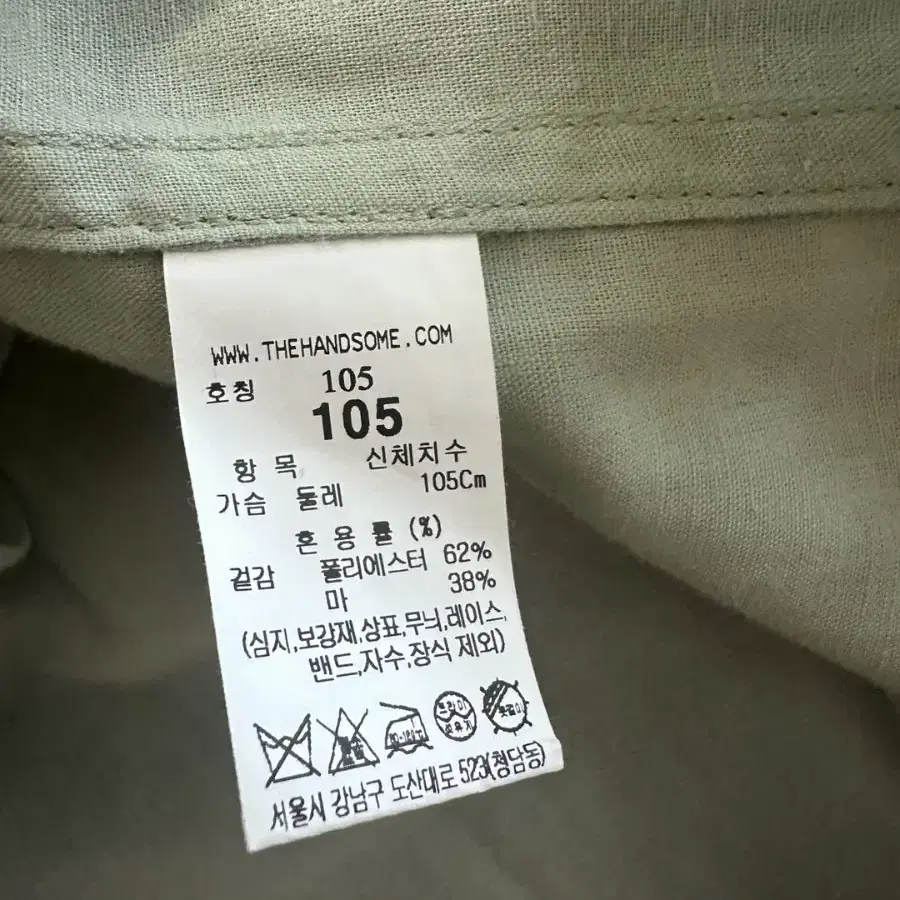 WWW.THEHANDSOME.COM
호칭 105
105
항 목 신체치수
가슴 둘레 105Cm
혼 용 률 (%)
겉감 폴리에스터 62%
마 38%
(심지,보강재,상표,무늬,레이스,
밴드,자수,장식 제외)
드라이
서울시 강남구 도산대로 523(청담동)